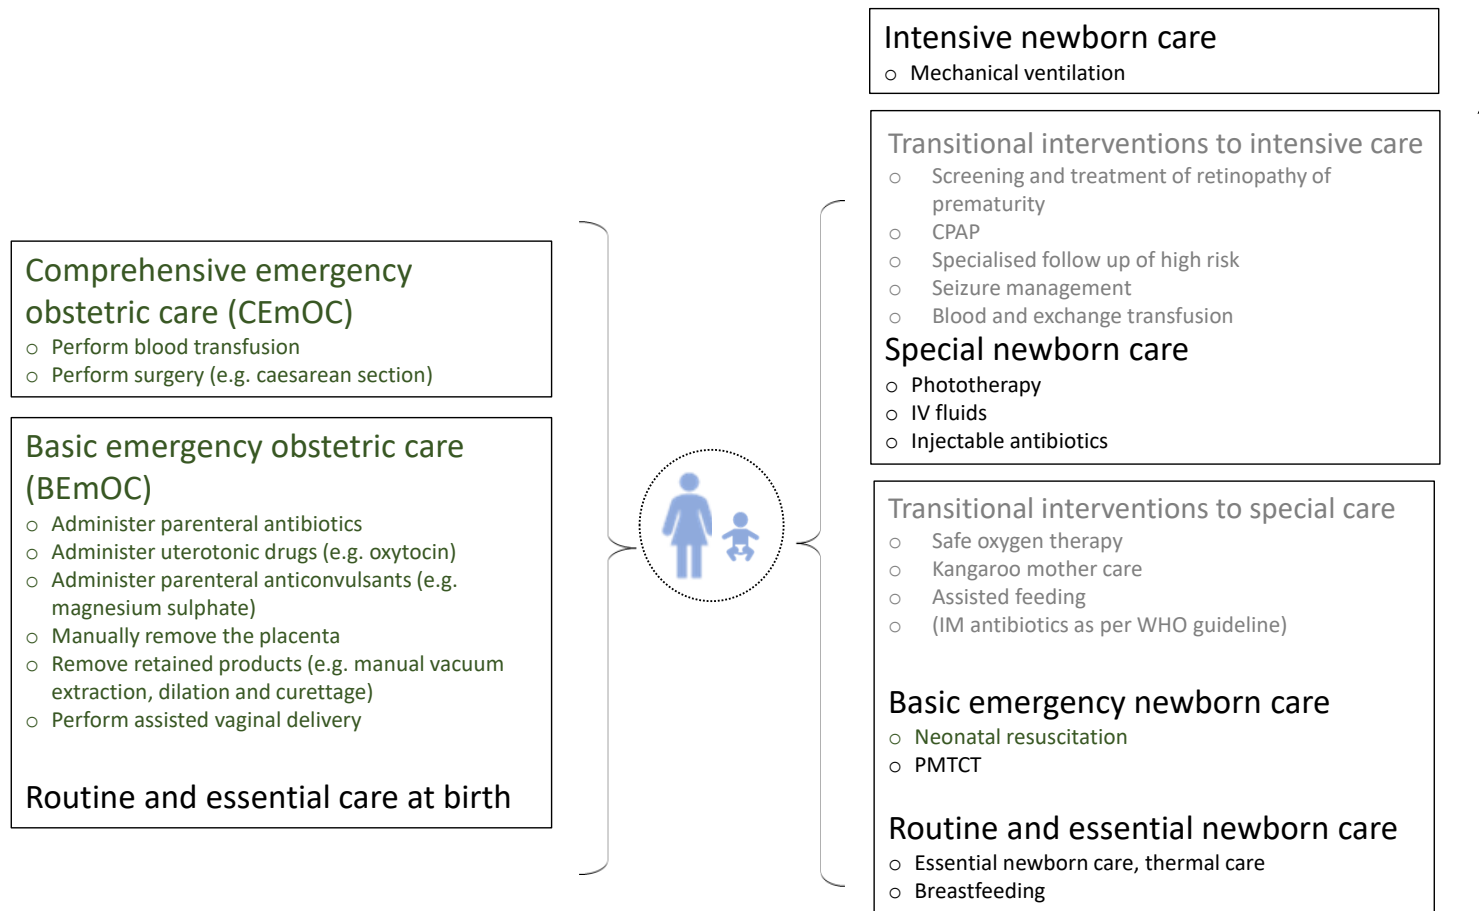 Comprehensive emergency
obstetric care (CEmOC)
o Perform blood transfusion
o Perform surgery (e.g. caesarean section)
Basic emergency obstetric care
(BEmOC)
o Administer parenteral antibiotics
o Administer uterotonic drugs (e.g. oxytocin)
o Administer parenteral anticonvulsants (e.g.
magnesium sulphate)
o Manually remove the placenta
o Remove retained products (e.g. manual vacuum
extraction, dilation and curettage)
o Perform assisted vaginal delivery
Routine and essential care at birth
Intensive newborn care
o Mechanical ventilation
Transitional interventions to intensive care
o Screening and treatment of retinopathy of
prematurity
o CPAP
o Specialised follow up of high risk
o Seizure management
o Blood and exchange transfusion
Special newborn care
o Phototherapy
o IV fluids
o Injectable antibiotics
Transitional interventions to special care
o Safe oxygen therapy
o Kangaroo mother care
o Assisted feeding
o (IM antibiotics as per WHO guideline)
Basic emergency newborn care
o Neonatal resuscitation
o PMTCT
Routine and essential newborn care
o Essential newborn care, thermal care
o Breastfeeding